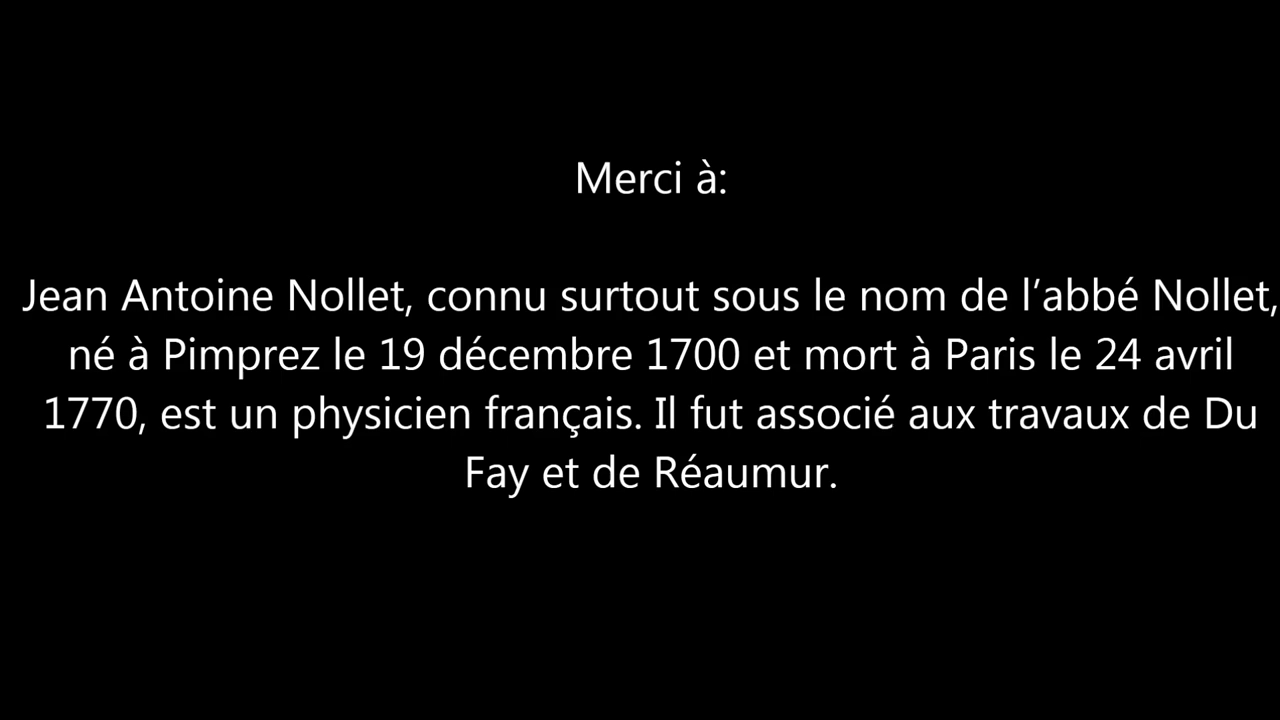 Merci à:
Jean Antoine Nollet, connu surtout sous le nom de l’abbé Nollet,
né à Pimprez le 19 décembre 1700 et mort à Paris le 24 avril
1770, est un physicien français. Il fut associé aux travaux de Du
Fay et de Réaumur.